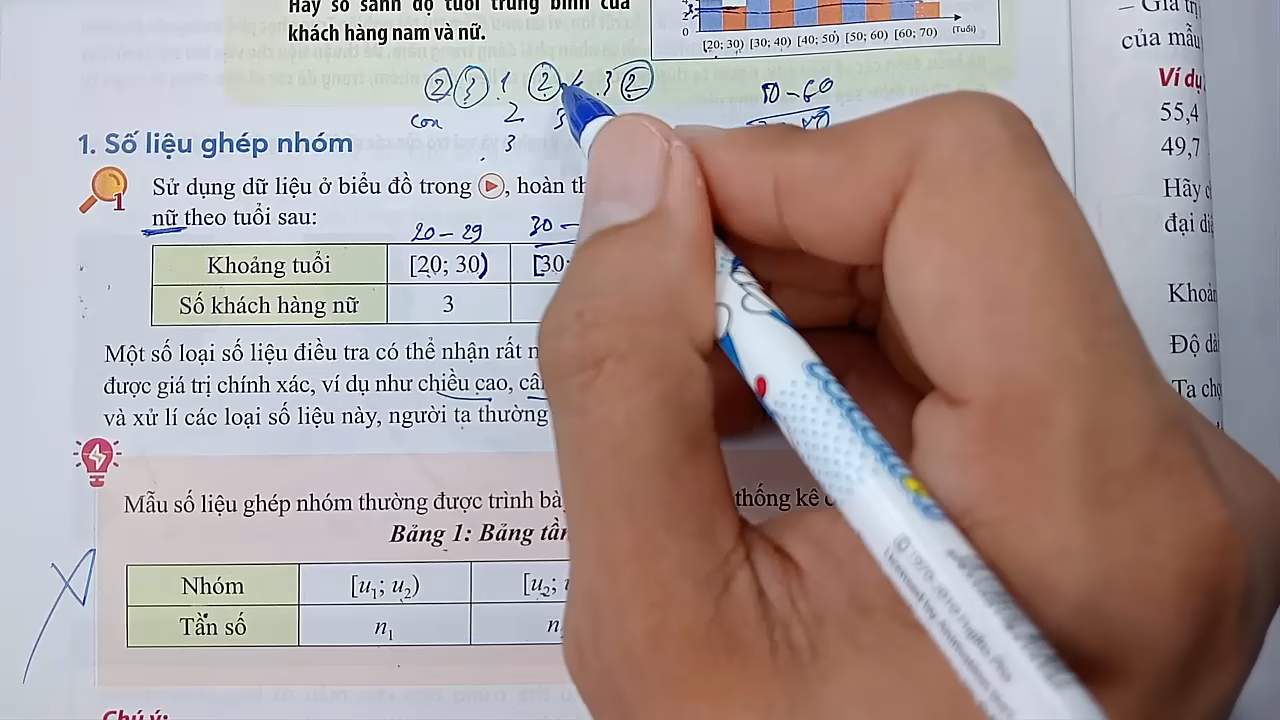 Hãy so sánh độ tuổi trung bình của
khách hàng nam và nữ.
2
0
[20; 30) [30; 40) [40; 50) [50; 60) [60; 70)
(Tuổi)
– Giá trị
của mẫu
2 3 1 2 4 3 2
con 2
3
50 – 60
1. Số liệu ghép nhóm
1
Sử dụng dữ liệu ở biểu đồ trong , hoàn th
nữ theo tuổi sau:
20 – 29 30 –
Khoảng tuổi [20; 30) [30;
Số khách hàng nữ 3
Một số loại số liệu điều tra có thể nhận rất
được giá trị chính xác, ví dụ như chiều cao, câ
và xử lí các loại số liệu này, người ta thường
Mẫu số liệu ghép nhóm thường được trình bà thống kê
Bảng 1: Bảng tần
Nhóm [u₁; u₂) [u₂;
Tần số n₁ n
Chú ý:
Ví dụ
55,4
49,7
Hãy
đại di
Khoản
Độ dà
Ta chọ